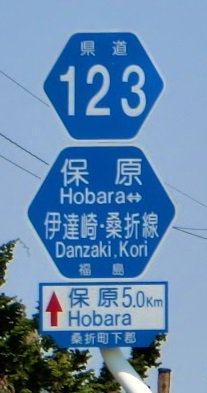 県道
123
保原
Hobara⇔
伊達崎・桑折線
Danzaki, Kori
福島
保原 5.0Km
Hobara
桑折町下郡